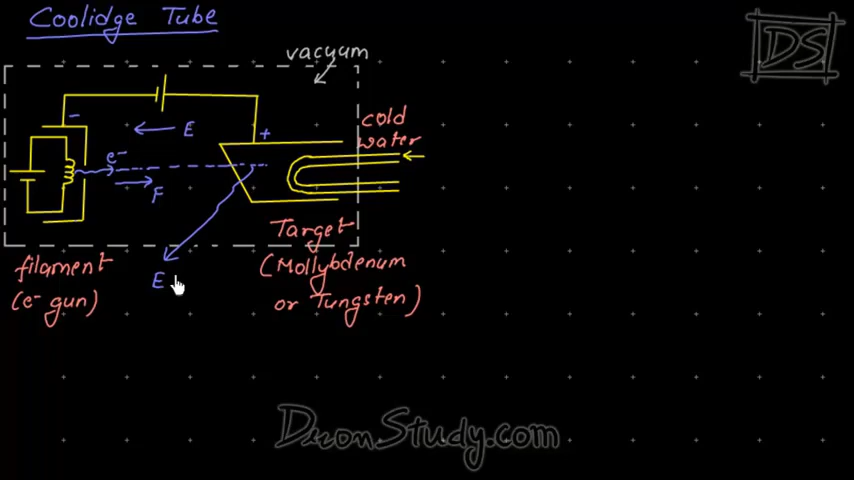 Coolidge Tube
DS
vacuum
-
E
+
cold
water
e-
F
Target
(Mollybdenum
or Tungsten)
filament
(e- gun)
E
DronStudy.com